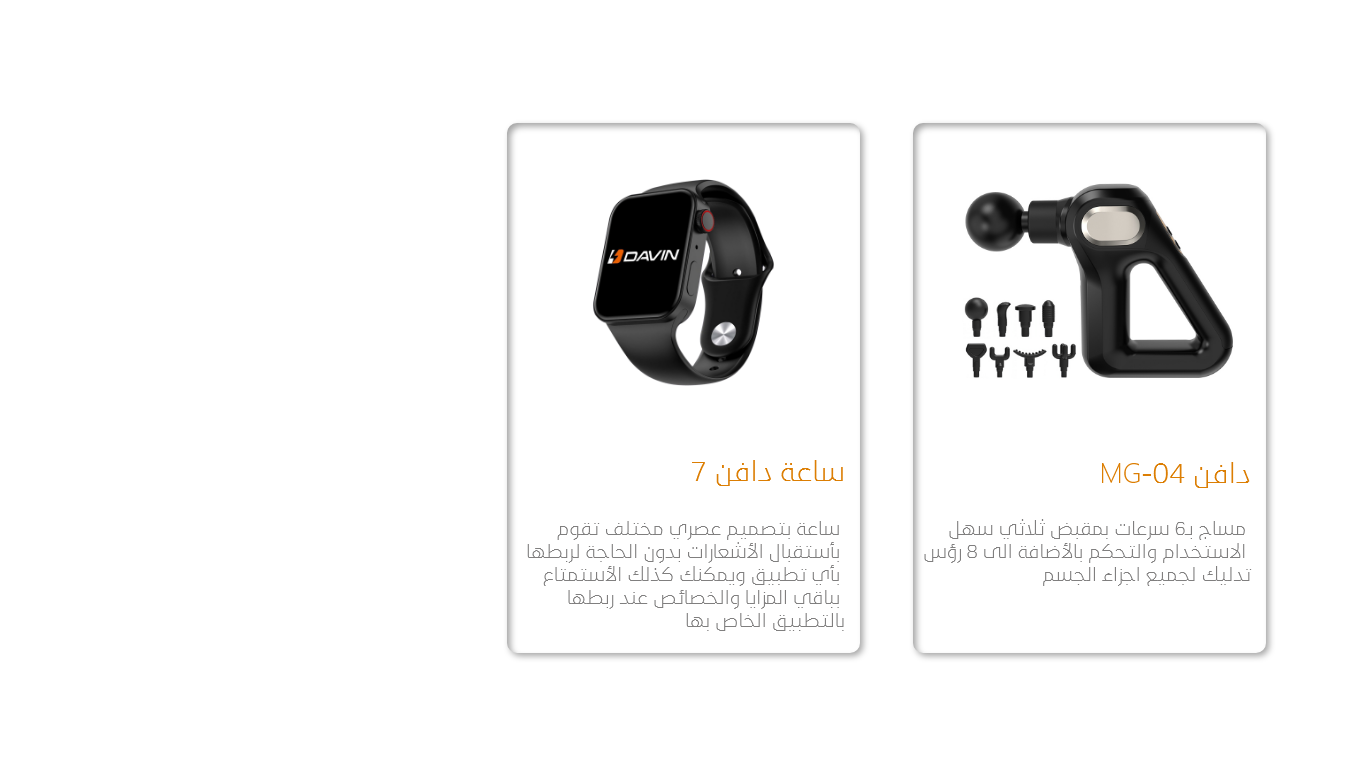 دافن MG-04
مساج بـ6 سرعات بمقبض ثلاثي سهل
الاستخدام والتحكم بالأضافة الى 8 رؤس
تدليك لجميع اجزاء الجسم
DAVIN
ساعة دافن 7
ساعة بتصميم عصري مختلف تقوم
بأستقبال الأشعارات بدون الحاجة لربطها
بأي تطبيق ويمكنك كذلك الأستمتاع
بباقي المزايا والخصائص عند ربطها
بالتطبيق الخاص بها